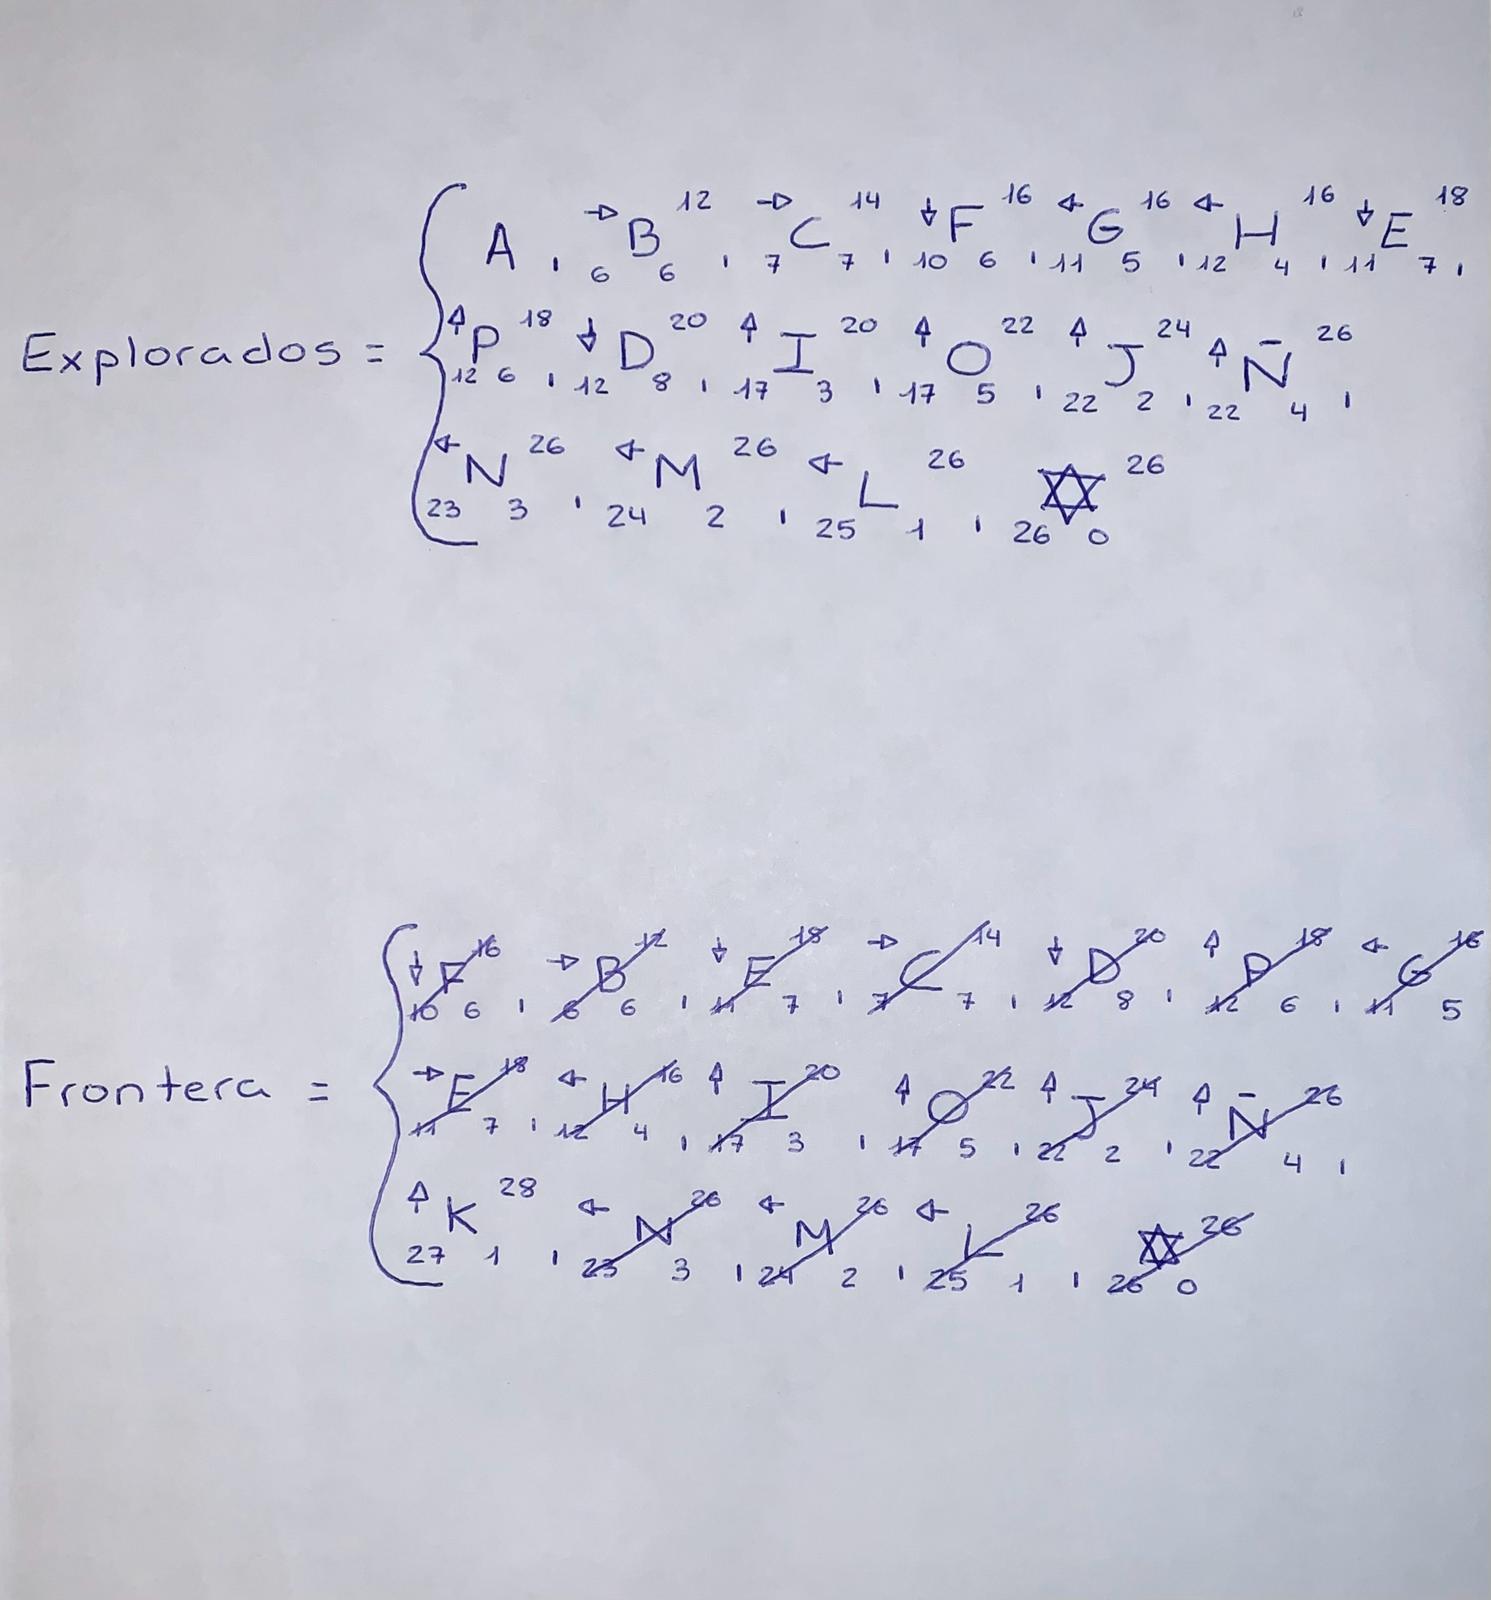 Explorados = { A , → 6 B 6 12 , → 7 C 7 14 , ↓ 10 F 6 16 , ← 11 G 5 16 , ← 12 H 4 16 , ↓ 11 E 7 18 ,
↑ 12 P 6 18 , ↓ 12 D 8 20 , ↑ 17 I 3 20 , ↑ 17 O 5 22 , ↑ 22 J 2 24 , ↑ 22 Ñ 4 26 ,
← 23 N 3 26 , ← 24 M 2 26 , ← 25 L 1 26 , 26 ✡ 0 26
Frontera = { ↓ 10 F 6 16 , → 6 B 6 12 , ↓ 11 E 7 18 , → 7 C 7 14 , ↓ 12 D 8 20 , ↑ 12 P 6 18 , ← 11 G 5 16
→ 11 E 7 18 , ← 12 H 4 16 , ↑ 17 I 3 20 , ↑ 17 O 5 22 , ↑ 22 J 2 24 , ↑ 22 Ñ 4 26 ,
↑ 27 K 1 28 , ← 23 N 3 26 , ← 24 M 2 26 , ← 25 L 1 26 , 26 ✡ 0 26